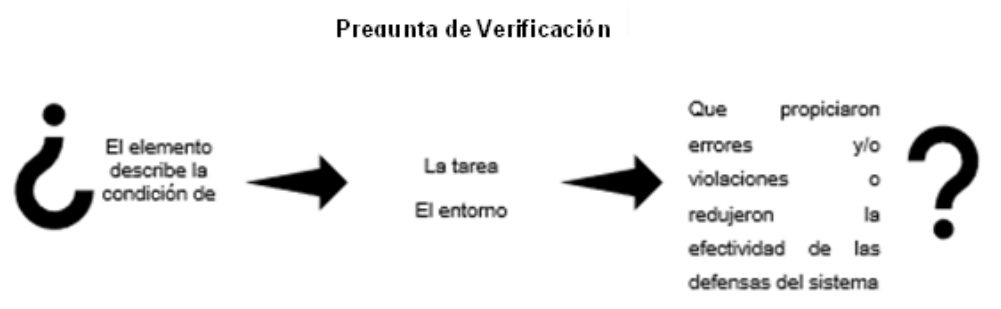 Pregunta de Verificación
¿
El elemento
describe la
condición de
La tarea
El entorno
Que propiciaron
errores y/o
violaciones o
redujeron la
efectividad de las
defensas del sistema
?